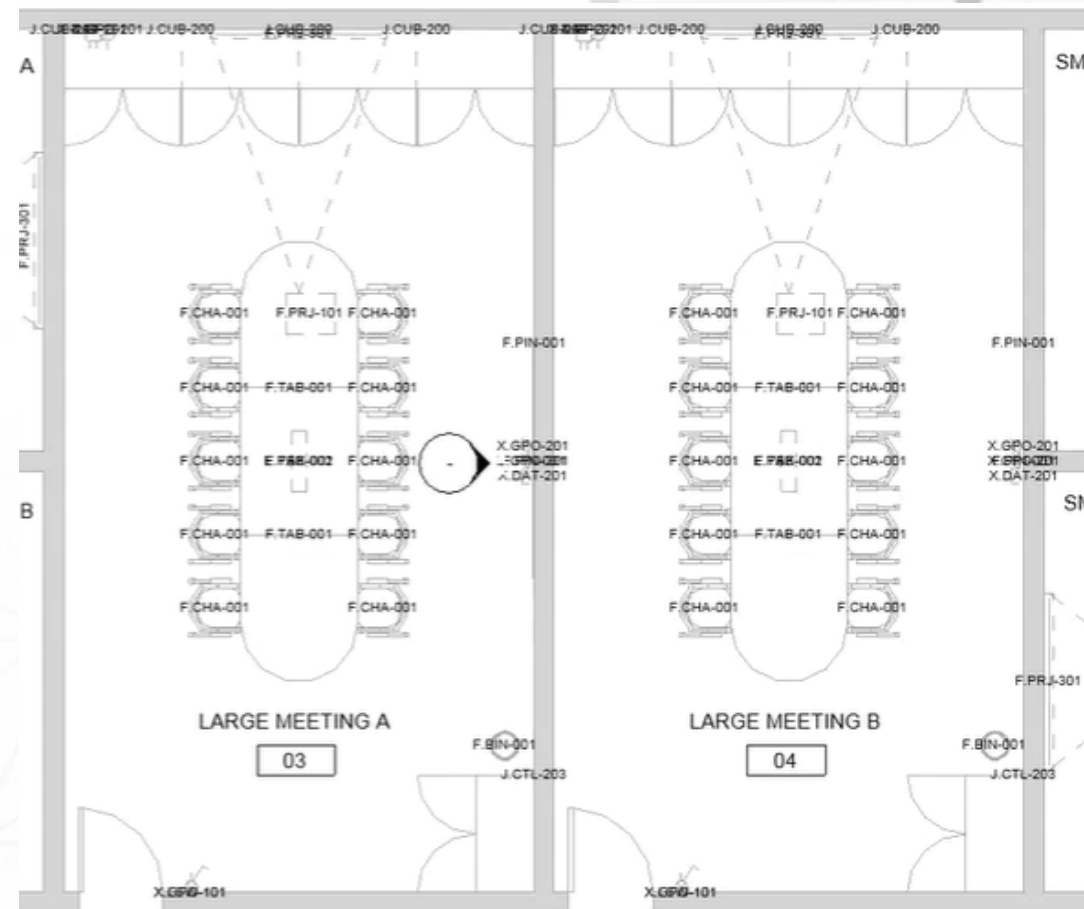 J.CUB-200 J.CUB-200 J.CUB-200 J.CUB-200
A
SM
F.PRJ-301
F.CHA-001 F.PRJ-101 F.CHA-001 F.CHA-001 F.PRJ-101 F.CHA-001
F.PIN-001 F.PIN-001
F.CHA-001 F.TAB-001 F.CHA-001 F.CHA-001 F.TAB-001 F.CHA-001
X.GPO-201 X.GPO-201
F.CHA-001 F.CHA-001 F.CHA-001 F.CHA-001
X.DAT-201 X.DAT-201
B
SM
F.CHA-001 F.TAB-001 F.CHA-001 F.CHA-001 F.TAB-001 F.CHA-001
F.CHA-001 F.CHA-001 F.CHA-001 F.CHA-001
F.PRJ-301
LARGE MEETING A LARGE MEETING B
F.BIN-001 F.BIN-001
03 04
J.CTL-203 J.CTL-203